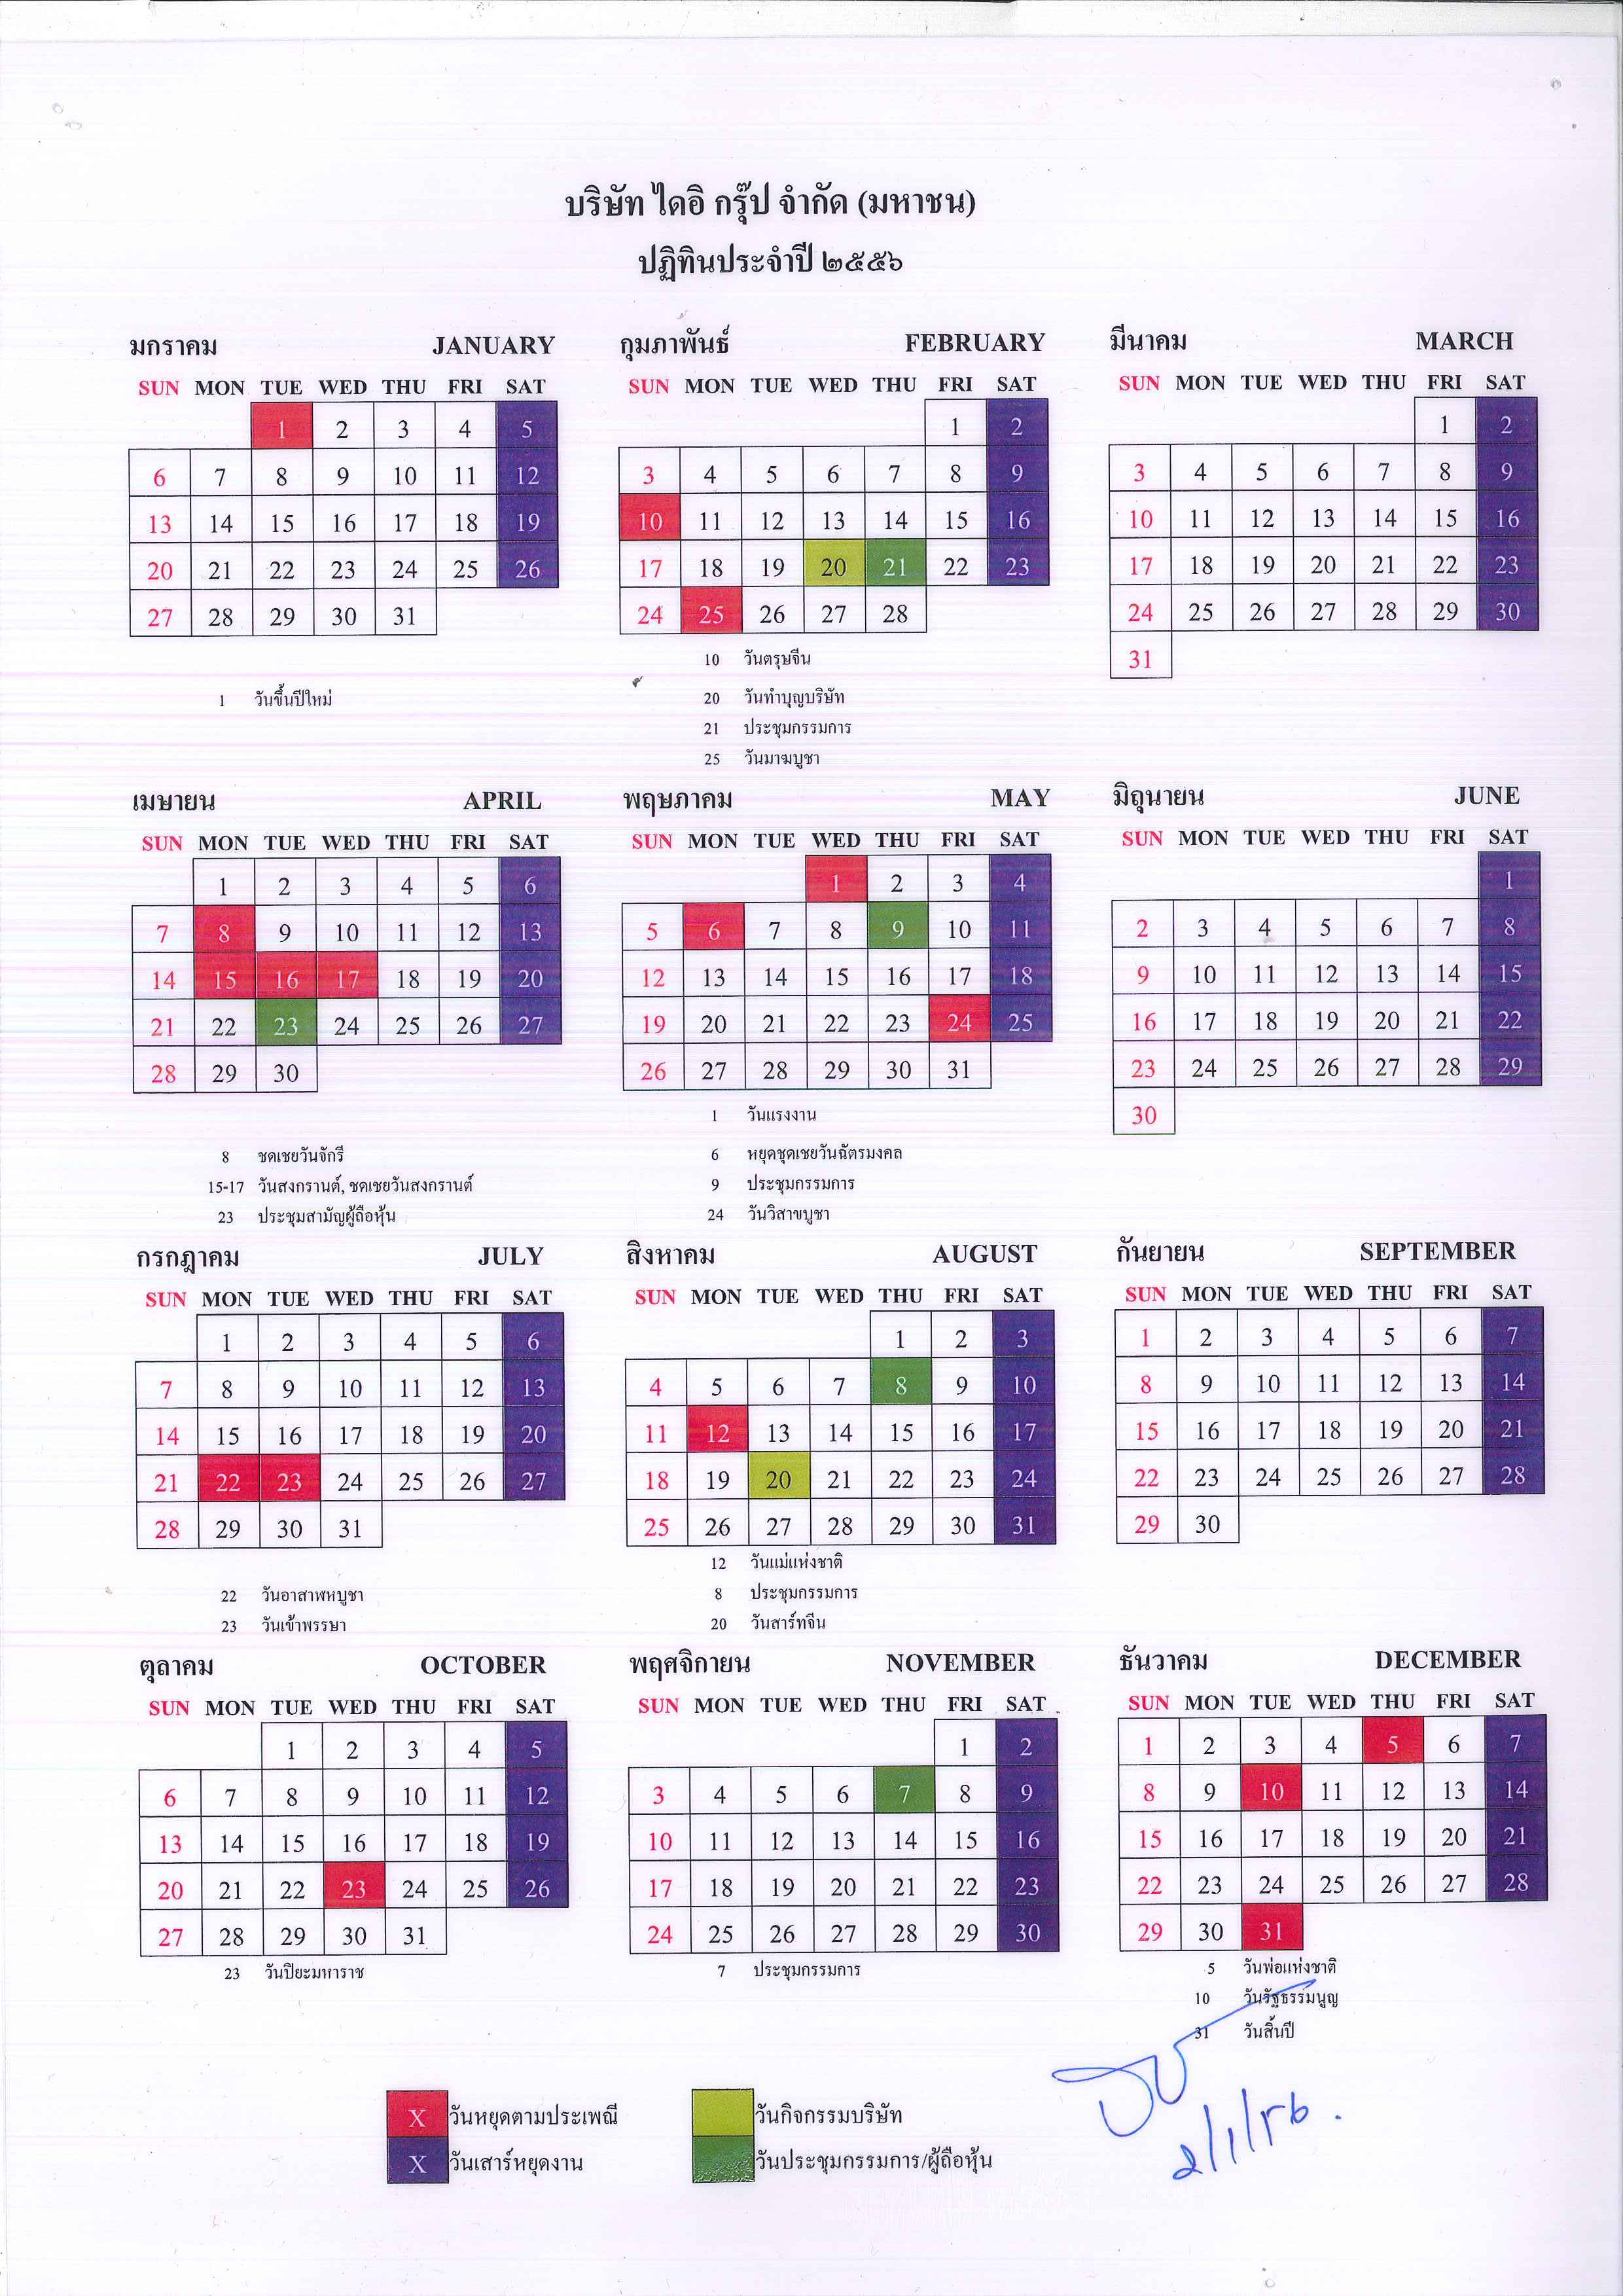 บริษัท ไดอิ กรุ๊ป จำกัด (มหาชน)
ปฏิทินประจำปี ๒๕๕๖
มกราคม JANUARY
SUN MON TUE WED THU FRI SAT
1 2 3 4 5
6 7 8 9 10 11 12
13 14 15 16 17 18 19
20 21 22 23 24 25 26
27 28 29 30 31
1 วันขึ้นปีใหม่
กุมภาพันธ์ FEBRUARY
SUN MON TUE WED THU FRI SAT
1 2
3 4 5 6 7 8 9
10 11 12 13 14 15 16
17 18 19 20 21 22 23
24 25 26 27 28
10 วันตรุษจีน
20 วันทำบุญบริษัท
21 ประชุมกรรมการ
25 วันมาฆบูชา
มีนาคม MARCH
SUN MON TUE WED THU FRI SAT
1 2
3 4 5 6 7 8 9
10 11 12 13 14 15 16
17 18 19 20 21 22 23
24 25 26 27 28 29 30
31
เมษายน APRIL
SUN MON TUE WED THU FRI SAT
1 2 3 4 5 6
7 8 9 10 11 12 13
14 15 16 17 18 19 20
21 22 23 24 25 26 27
28 29 30
8 ชดเชยวันจักรี
15-17 วันสงกรานต์, ชดเชยวันสงกรานต์
23 ประชุมสามัญผู้ถือหุ้น
พฤษภาคม MAY
SUN MON TUE WED THU FRI SAT
1 2 3 4
5 6 7 8 9 10 11
12 13 14 15 16 17 18
19 20 21 22 23 24 25
26 27 28 29 30 31
1 วันแรงงาน
6 หยุดชุดเชยวันฉัตรมงคล
9 ประชุมกรรมการ
24 วันวิสาขบูชา
มิถุนายน JUNE
SUN MON TUE WED THU FRI SAT
1
2 3 4 5 6 7 8
9 10 11 12 13 14 15
16 17 18 19 20 21 22
23 24 25 26 27 28 29
30
กรกฎาคม JULY
SUN MON TUE WED THU FRI SAT
1 2 3 4 5 6
7 8 9 10 11 12 13
14 15 16 17 18 19 20
21 22 23 24 25 26 27
28 29 30 31
22 วันอาสาฬหบูชา
23 วันเข้าพรรษา
สิงหาคม AUGUST
SUN MON TUE WED THU FRI SAT
1 2 3
4 5 6 7 8 9 10
11 12 13 14 15 16 17
18 19 20 21 22 23 24
25 26 27 28 29 30 31
12 วันแม่แห่งชาติ
8 ประชุมกรรมการ
20 วันสาร์ทจีน
กันยายน SEPTEMBER
SUN MON TUE WED THU FRI SAT
1 2 3 4 5 6 7
8 9 10 11 12 13 14
15 16 17 18 19 20 21
22 23 24 25 26 27 28
29 30
ตุลาคม OCTOBER
SUN MON TUE WED THU FRI SAT
1 2 3 4 5
6 7 8 9 10 11 12
13 14 15 16 17 18 19
20 21 22 23 24 25 26
27 28 29 30 31
23 วันปิยะมหาราช
พฤศจิกายน NOVEMBER
SUN MON TUE WED THU FRI SAT
1 2
3 4 5 6 7 8 9
10 11 12 13 14 15 16
17 18 19 20 21 22 23
24 25 26 27 28 29 30
7 ประชุมกรรมการ
ธันวาคม DECEMBER
SUN MON TUE WED THU FRI SAT
1 2 3 4 5 6 7
8 9 10 11 12 13 14
15 16 17 18 19 20 21
22 23 24 25 26 27 28
29 30 31
5 วันพ่อแห่งชาติ
10 วันรัฐธรรมนูญ
31 วันสิ้นปี
X วันหยุดตามประเพณี
วันกิจกรรมบริษัท
X วันเสาร์หยุดงาน
วันประชุมกรรมการ/ผู้ถือหุ้น